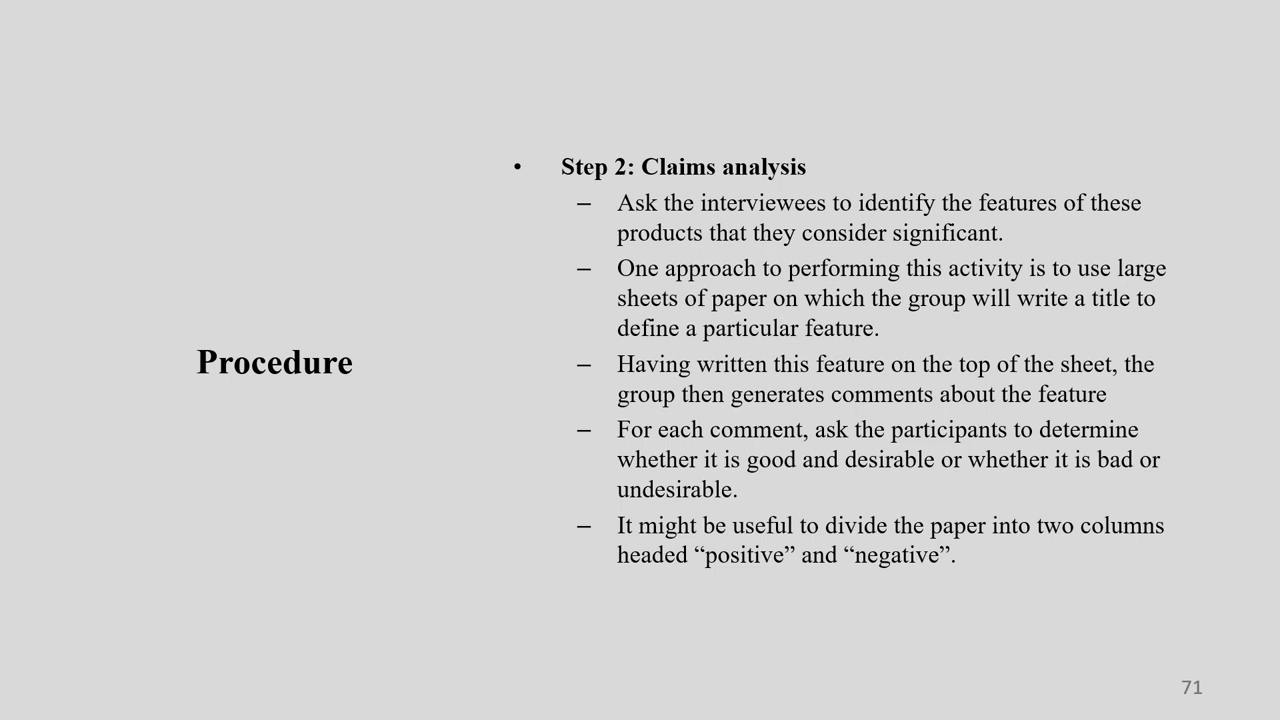 Procedure
• Step 2: Claims analysis
– Ask the interviewees to identify the features of these
products that they consider significant.
– One approach to performing this activity is to use large
sheets of paper on which the group will write a title to
define a particular feature.
– Having written this feature on the top of the sheet, the
group then generates comments about the feature
– For each comment, ask the participants to determine
whether it is good and desirable or whether it is bad or
undesirable.
– It might be useful to divide the paper into two columns
headed “positive” and “negative”.
71